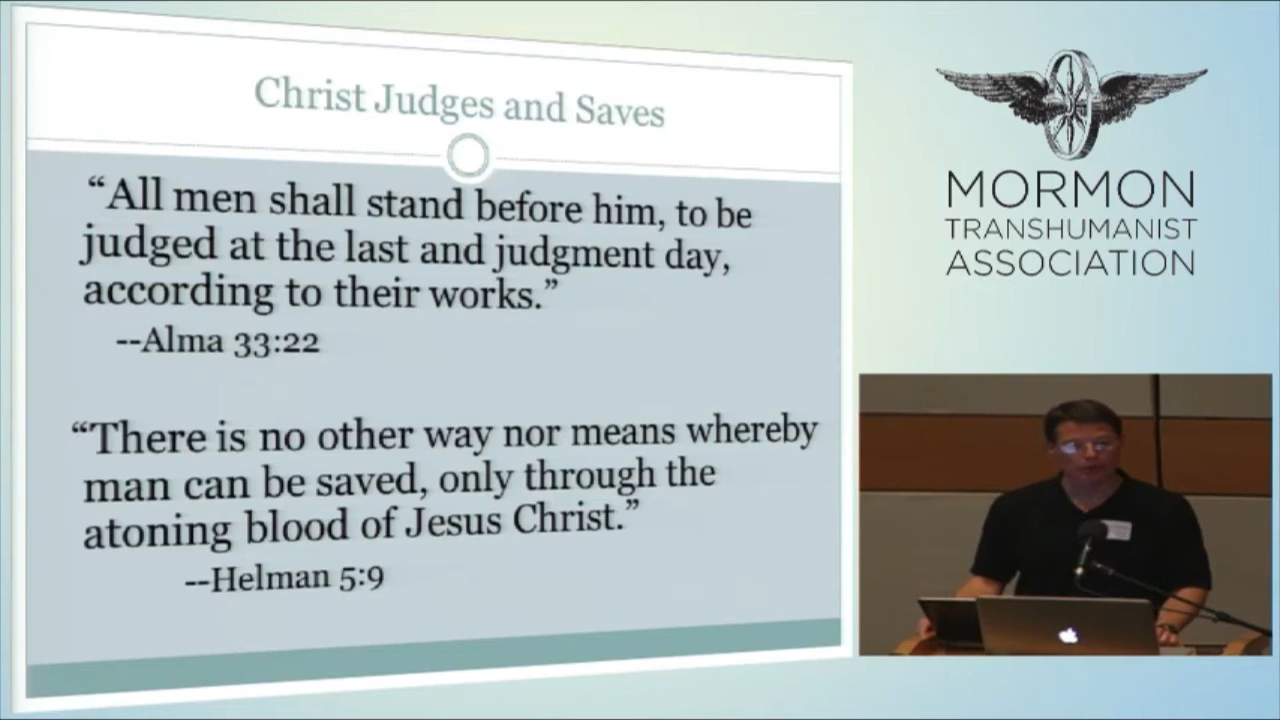 Christ Judges and Saves
“All men shall stand before him, to be
judged at the last and judgment day,
according to their works.”
--Alma 33:22
“There is no other way nor means whereby
man can be saved, only through the
atoning blood of Jesus Christ.”
--Helman 5:9
MORMON
TRANSHUMANIST
ASSOCIATION